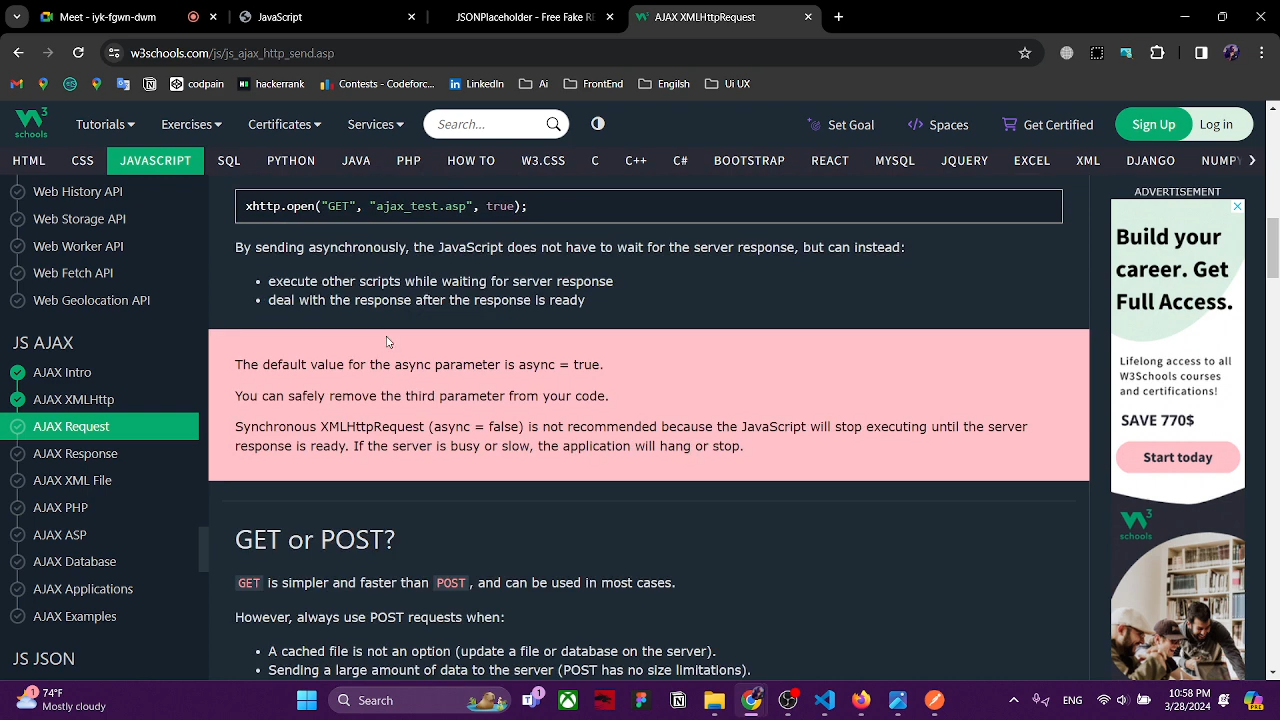 Meet - iyk-fgwn-dwm
JavaScript
JSONPlaceholder - Free Fake RE
AJAX XMLHttpRequest
w3schools.com/js/js_ajax_http_send.asp
codpain
hackerrank
Contests - Codeforc...
LinkedIn
Ai
FrontEnd
English
Ui UX
W3
schools
Tutorials
Exercises
Certificates
Services
Search...
Set Goal
Spaces
Get Certified
Sign Up
Log in
HTML
CSS
JAVASCRIPT
SQL
PYTHON
JAVA
PHP
HOW TO
W3.CSS
C
C++
C#
BOOTSTRAP
REACT
MYSQL
JQUERY
EXCEL
XML
DJANGO
NUMPY
Web History API
Web Storage API
Web Worker API
Web Fetch API
Web Geolocation API
JS AJAX
AJAX Intro
AJAX XMLHttp
AJAX Request
AJAX Response
AJAX XML File
AJAX PHP
AJAX ASP
AJAX Database
AJAX Applications
AJAX Examples
JS JSON
xhttp.open("GET", "ajax_test.asp", true);
By sending asynchronously, the JavaScript does not have to wait for the server response, but can instead:
• execute other scripts while waiting for server response
• deal with the response after the response is ready
The default value for the async parameter is async = true.
You can safely remove the third parameter from your code.
Synchronous XMLHttpRequest (async = false) is not recommended because the JavaScript will stop executing until the server
response is ready. If the server is busy or slow, the application will hang or stop.
GET or POST?
GET is simpler and faster than POST, and can be used in most cases.
However, always use POST requests when:
• A cached file is not an option (update a file or database on the server).
• Sending a large amount of data to the server (POST has no size limitations).
ADVERTISEMENT
Build your
career. Get
Full Access.
Lifelong access to all
W3Schools courses
and certifications!
SAVE 770$
Start today
W3
schools
1
74°F
Mostly cloudy
Search
1
ENG
10:58 PM
3/28/2024